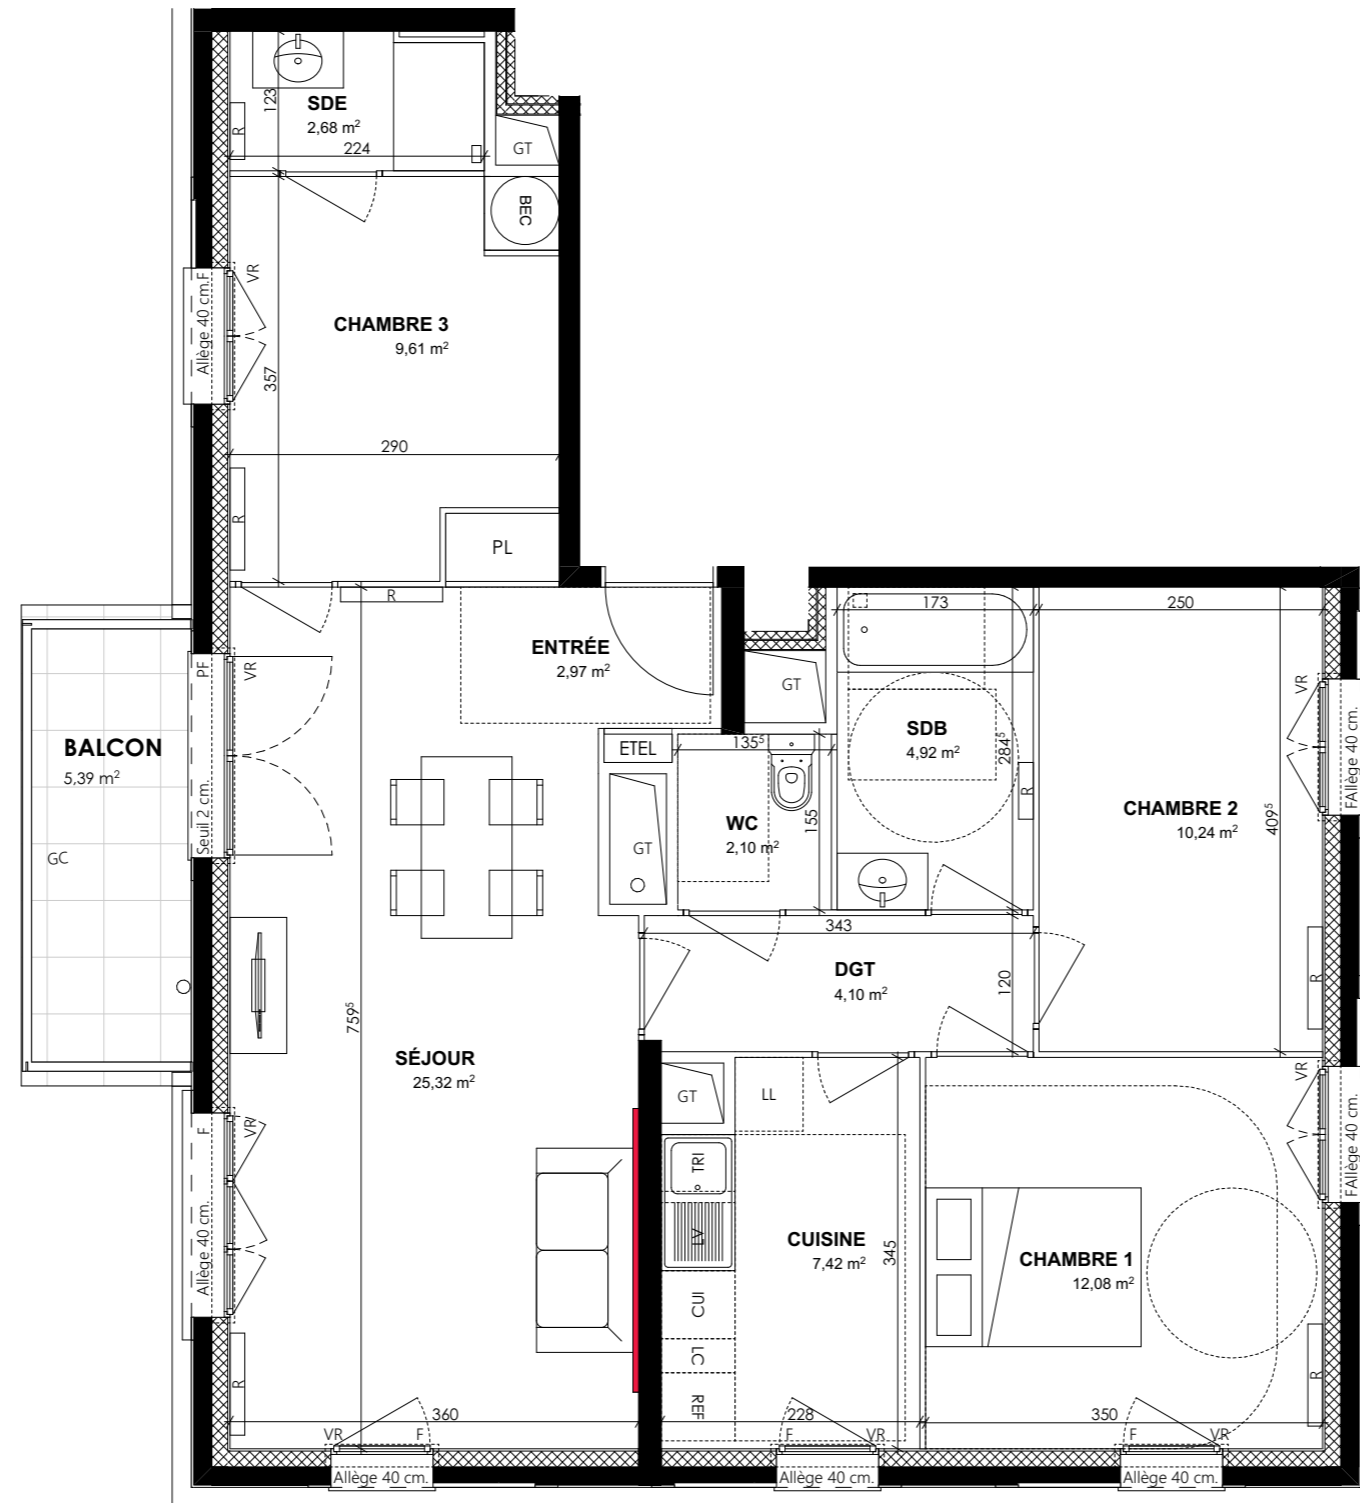 123
SDE
2,68 m²
R
224
GT
BEC
VR
Allège 40 cm.F
CHAMBRE 3
9,61 m²
357
290
R
PL
R
ENTRÉE
2,97 m²
173
250
PF
VR
GT
VR
BALCON
5,39 m²
ETEL
135⁵
SDB
4,92 m²
284⁵
Seuil 2 cm.
FAllège 40 cm.
R
CHAMBRE 2
10,24 m²
409⁵
GC
WC
2,10 m²
155
GT
343
DGT
4,10 m²
120
R
759⁵
SÉJOUR
25,32 m²
GT
LL
VR
F
VR
Allège 40 cm.
FAllège 40 cm.
TRI
LV
CUISINE
7,42 m²
345
CHAMBRE 1
12,08 m²
CU
LC
REF
R
R
360
228
350
VR
F
F
VR
F
VR
Allège 40 cm.
Allège 40 cm.
Allège 40 cm.